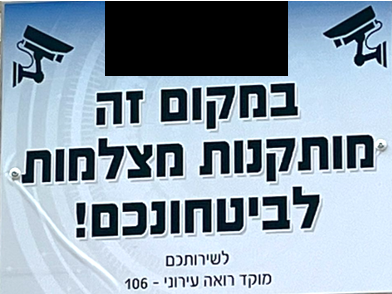 במקום זה
מותקנות מצלמות
לביטחונכם!
לשירותכם
מוקד רואה עירוני - 106